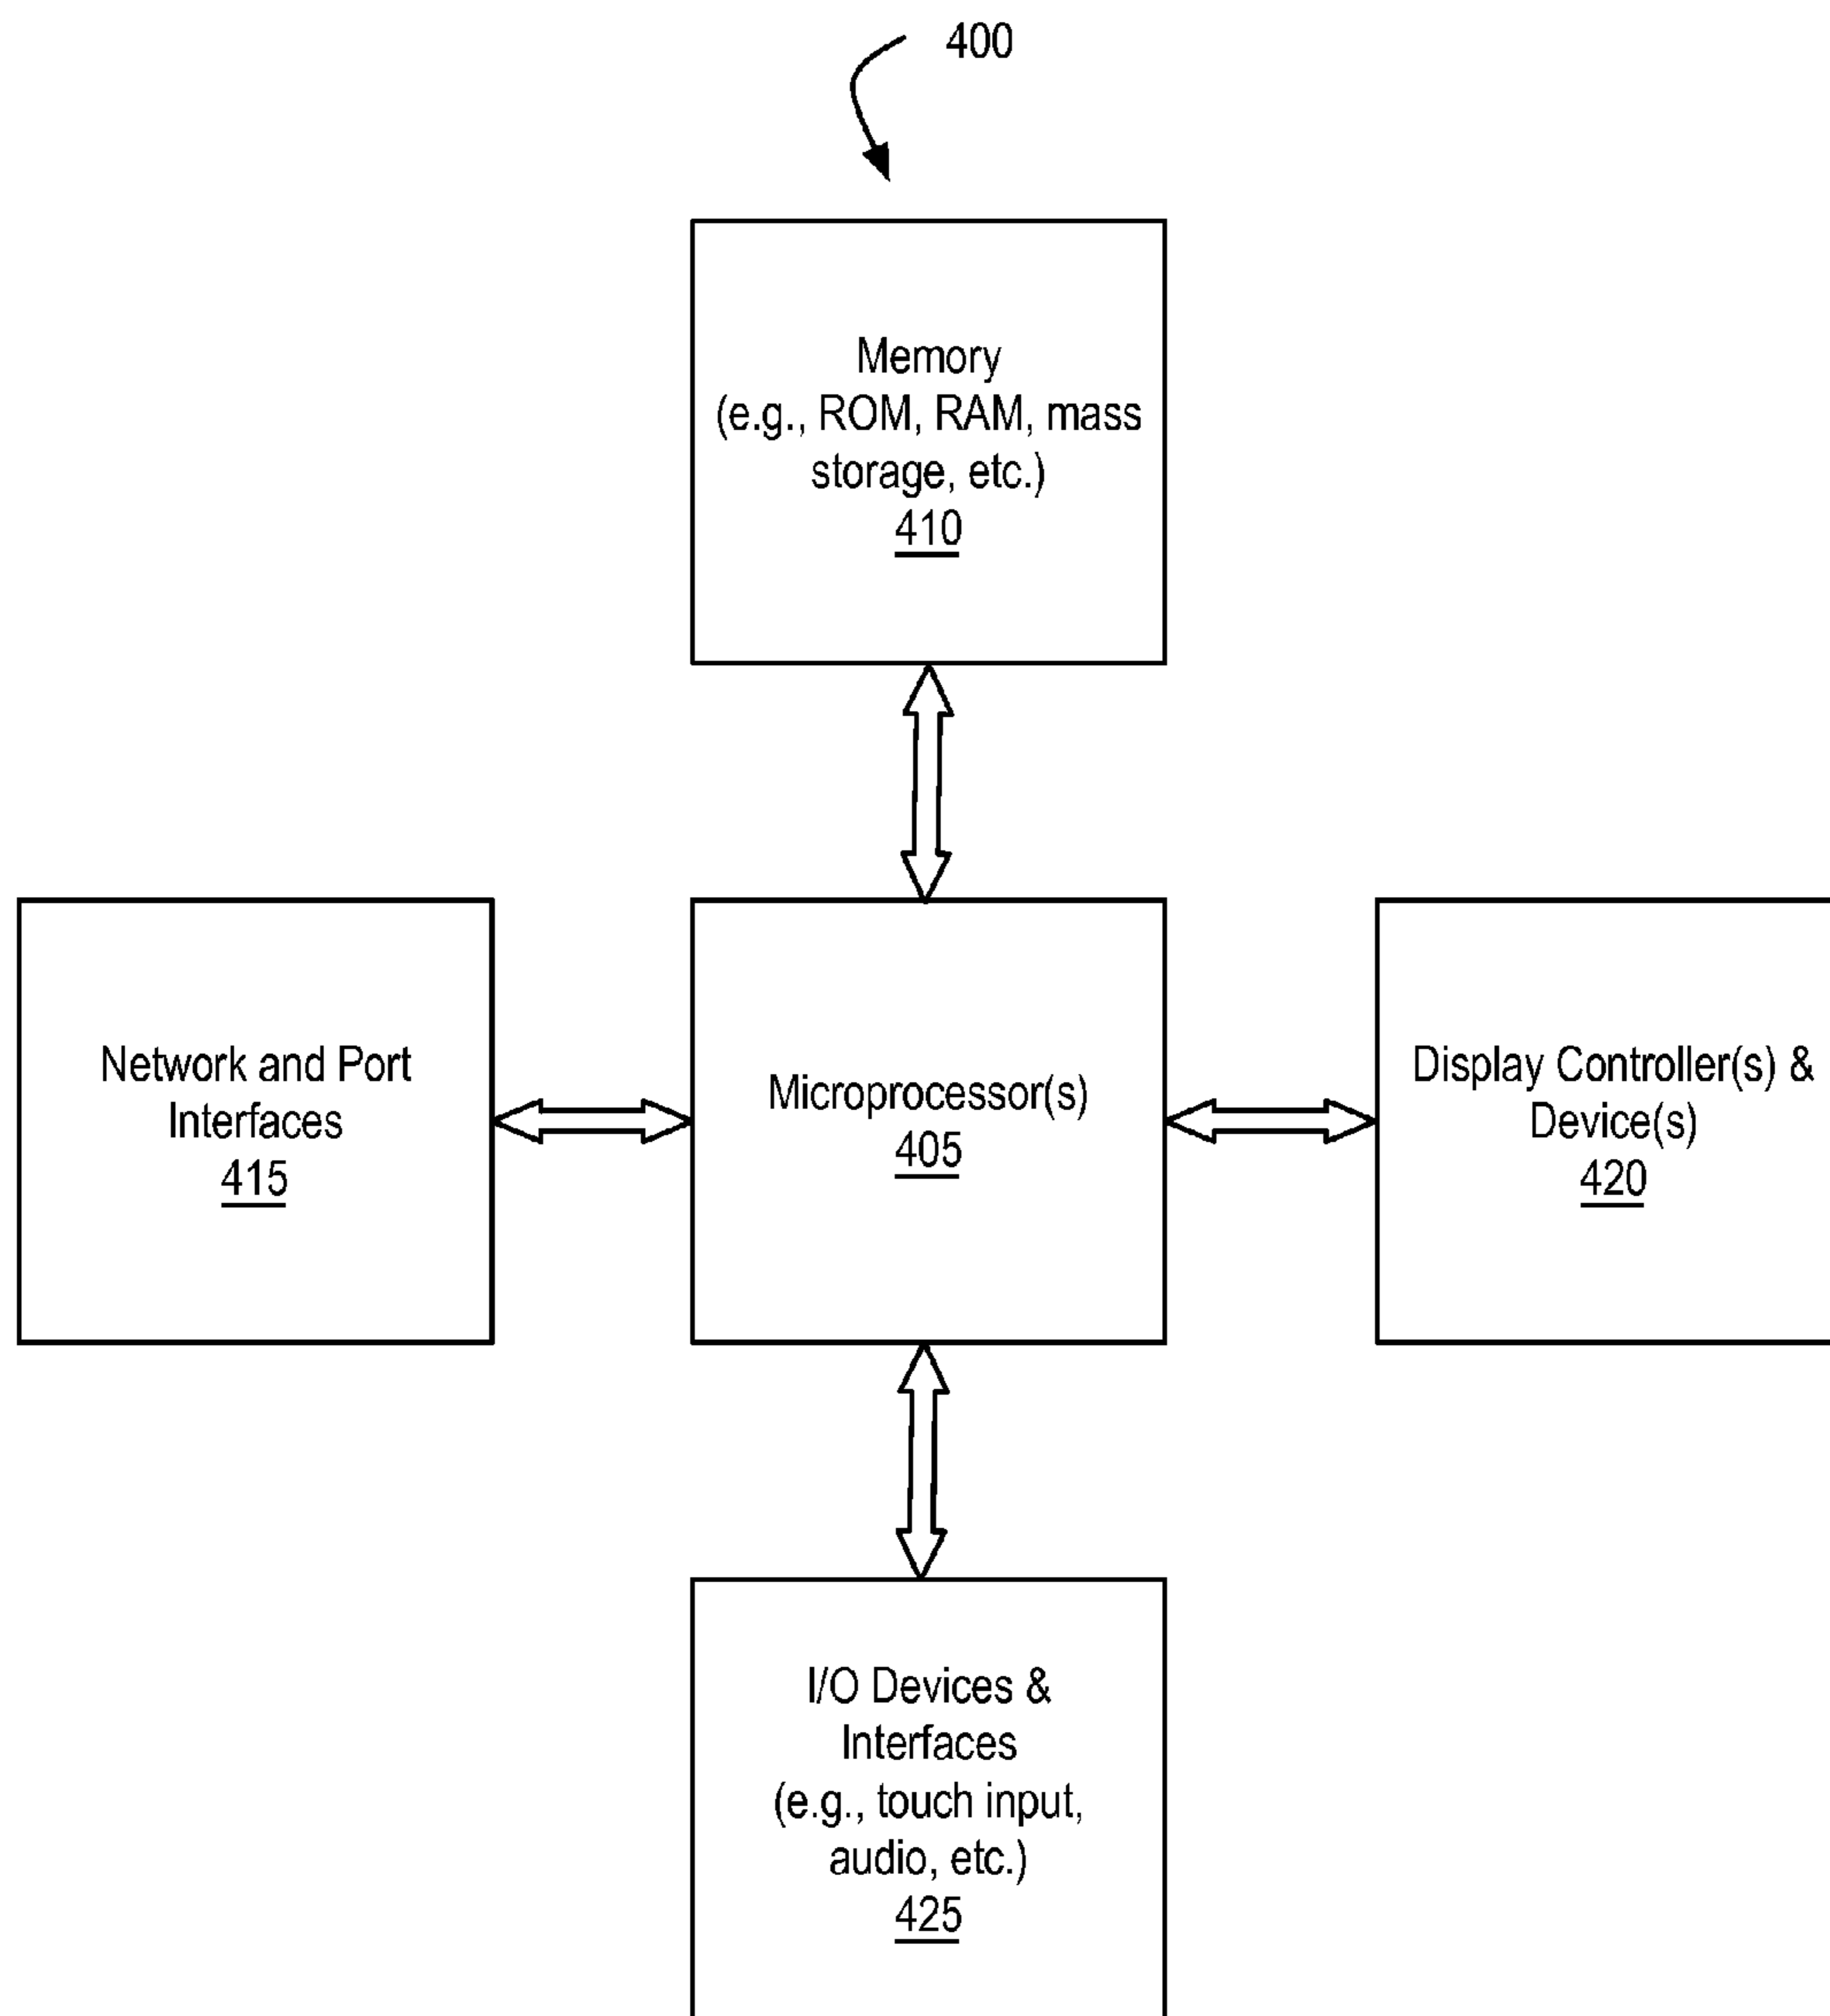 400
Memory
(e.g., ROM, RAM, mass
storage, etc.)
410
Network and Port
Interfaces
415
Microprocessor(s)
405
Display Controller(s) &
Device(s)
420
I/O Devices &
Interfaces
(e.g., touch input,
audio, etc.)
425